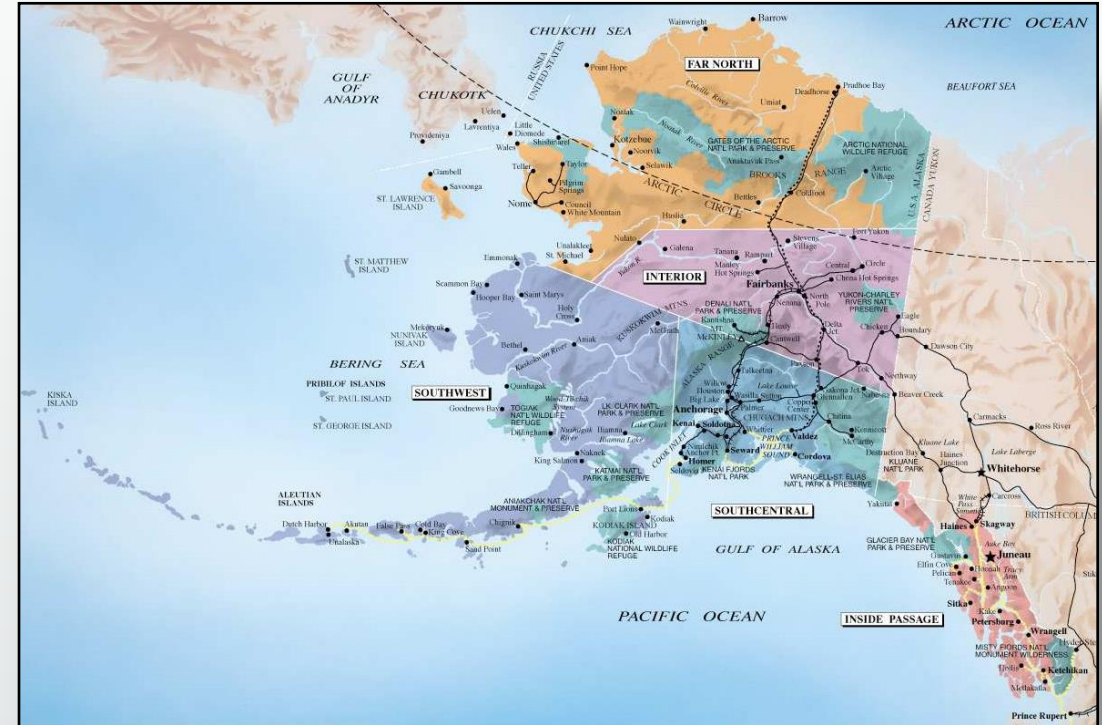 ARCTIC OCEAN
CHUKCHI SEA
Wainwright
Barrow
RUSSIA
UNITED STATES
FAR NORTH
Point Hope
GULF
OF
ANADYR
CHUKOTK
Colville River
Umiat
Deadhorse
Prudhoe Bay
BEAUFORT SEA
Uelen
Lavrentiya
Little
Diomede
Provideniya
Wales
Shishmaref
Noatak
Noatak River
Kotzebue
Noorvik
Selawik
GATES OF THE ARCTIC
NAT'L PARK & PRESERVE
Anaktuvuk Pass
ARCTIC NATIONAL
WILDLIFE REFUGE
BROOKS RANGE
Arctic
Village
U.S.A. ALASKA
CANADA YUKON
Teller
Taylor
Pilgrim
Springs
Gambell
Savoonga
ST. LAWRENCE
ISLAND
Nome
Council
White Mountain
ARCTIC CIRCLE
Bettles
Coldfoot
Huslia
Unalakleet
St. Michael
Nulato
Galena
Yukon R.
Tanana
Rampart
Manley
Hot Springs
Stevens
Village
Fort Yukon
Central
Circle
China Hot Springs
INTERIOR
Fairbanks
North
Pole
Nenana
YUKON-CHARLEY
RIVERS NAT'L
PRESERVE
ST. MATTHEW
ISLAND
Emmonak
Scammon Bay
Hooper Bay
Saint Marys
Holy
Cross
KUSKOKWIM MTNS.
McGrath
DENALI NAT'L
PARK & PRESERVE
Kantishna
MT.
MCKINLEY
Healy
Cantwell
Delta
Jct.
Eagle
Chicken
Boundary
Dawson City
Mekoryuk
NUNIVAK
ISLAND
Bethel
Kuskokwim River
Aniak
ALASKA RANGE
Talkeetna
Paxson
Tok
Northway
BERING SEA
PRIBILOF ISLANDS
ST. PAUL ISLAND
ST. GEORGE ISLAND
KISKA
ISLAND
SOUTHWEST
Quinhagak
Goodnews Bay
TOGIAK
NAT'L WILDLIFE
REFUGE
Wood-Tikchik
System
Dillingham
Nushagak
River
LK. CLARK NAT'L
PARK & PRESERVE
Lake Clark
Iliamna
Iliamna Lake
Willow
Houston
Big Lake
Palmer
Anchorage
Lake Louise
Gakona Jct.
Glennallen
Copper
Center
Nabesna
Beaver Creek
CHUGACH MTNS.
Chitina
Kennicott
McCarthy
Kenai
Soldotna
Whittier
Valdez
Ninilchik
Anchor Pt.
Homer
Seldovia
Seward
PRINCE
WILLIAM
SOUND
Cordova
COOK INLET
KENAI FJORDS
NAT'L PARK
WRANGELL-ST. ELIAS
NAT'L PARK & PRESERVE
Naknek
King Salmon
KATMAI NAT'L
PARK & PRESERVE
Carmacks
Ross River
Kluane Lake
Lake Laberge
Destruction Bay
KLUANE
NAT'L PARK
Haines
Junction
Whitehorse
White
Pass
Summit
Carcross
Yakutat
ALEUTIAN
ISLANDS
ANIAKCHAK NAT'L
MONUMENT & PRESERVE
SOUTHCENTRAL
Dutch Harbor
Unalaska
Akutan
False Pass
Cold Bay
King Cove
Sand Point
Chignik
Port Lions
Kodiak
KODIAK ISLAND
Old Harbor
KODIAK
NATIONAL WILDLIFE
REFUGE
GULF OF ALASKA
BRITISH COLUM
Haines
Skagway
GLACIER BAY NAT'L
PARK & PRESERVE
Auke Bay
Juneau
Gustavus
Elfin Cove
Pelican
Hoonah
Tenakee
Tracy
Arm
Angoon
Sitka
Kake
PACIFIC OCEAN
INSIDE PASSAGE
Petersburg
Wrangell
MISTY FIORDS NAT'L
MONUMENT WILDERNESS
Ketchikan
Metlakatla
Prince Rupert